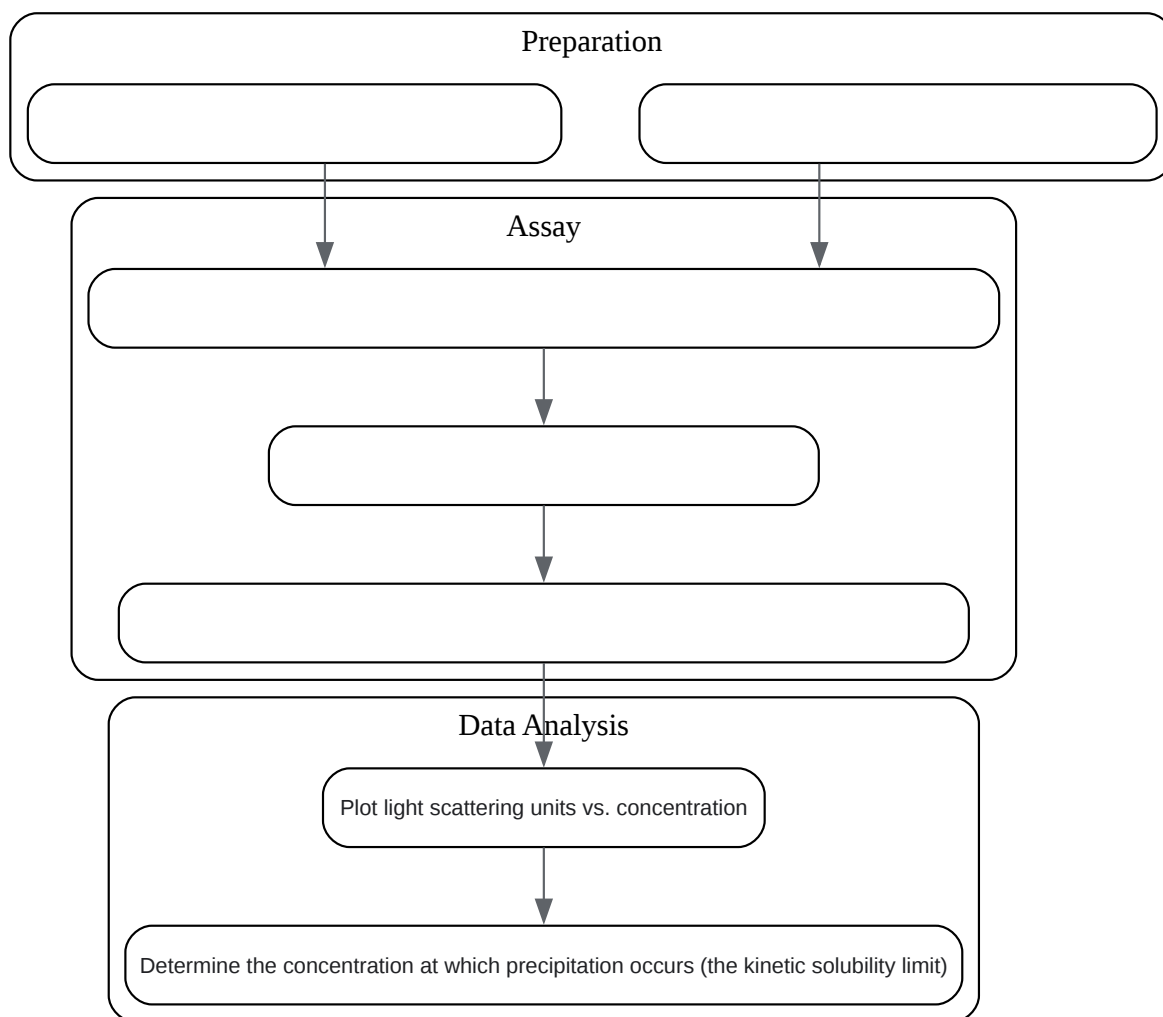 Preparation
Assay
Data Analysis
Plot light scattering units vs. concentration
Determine the concentration at which precipitation occurs (the kinetic solubility limit)